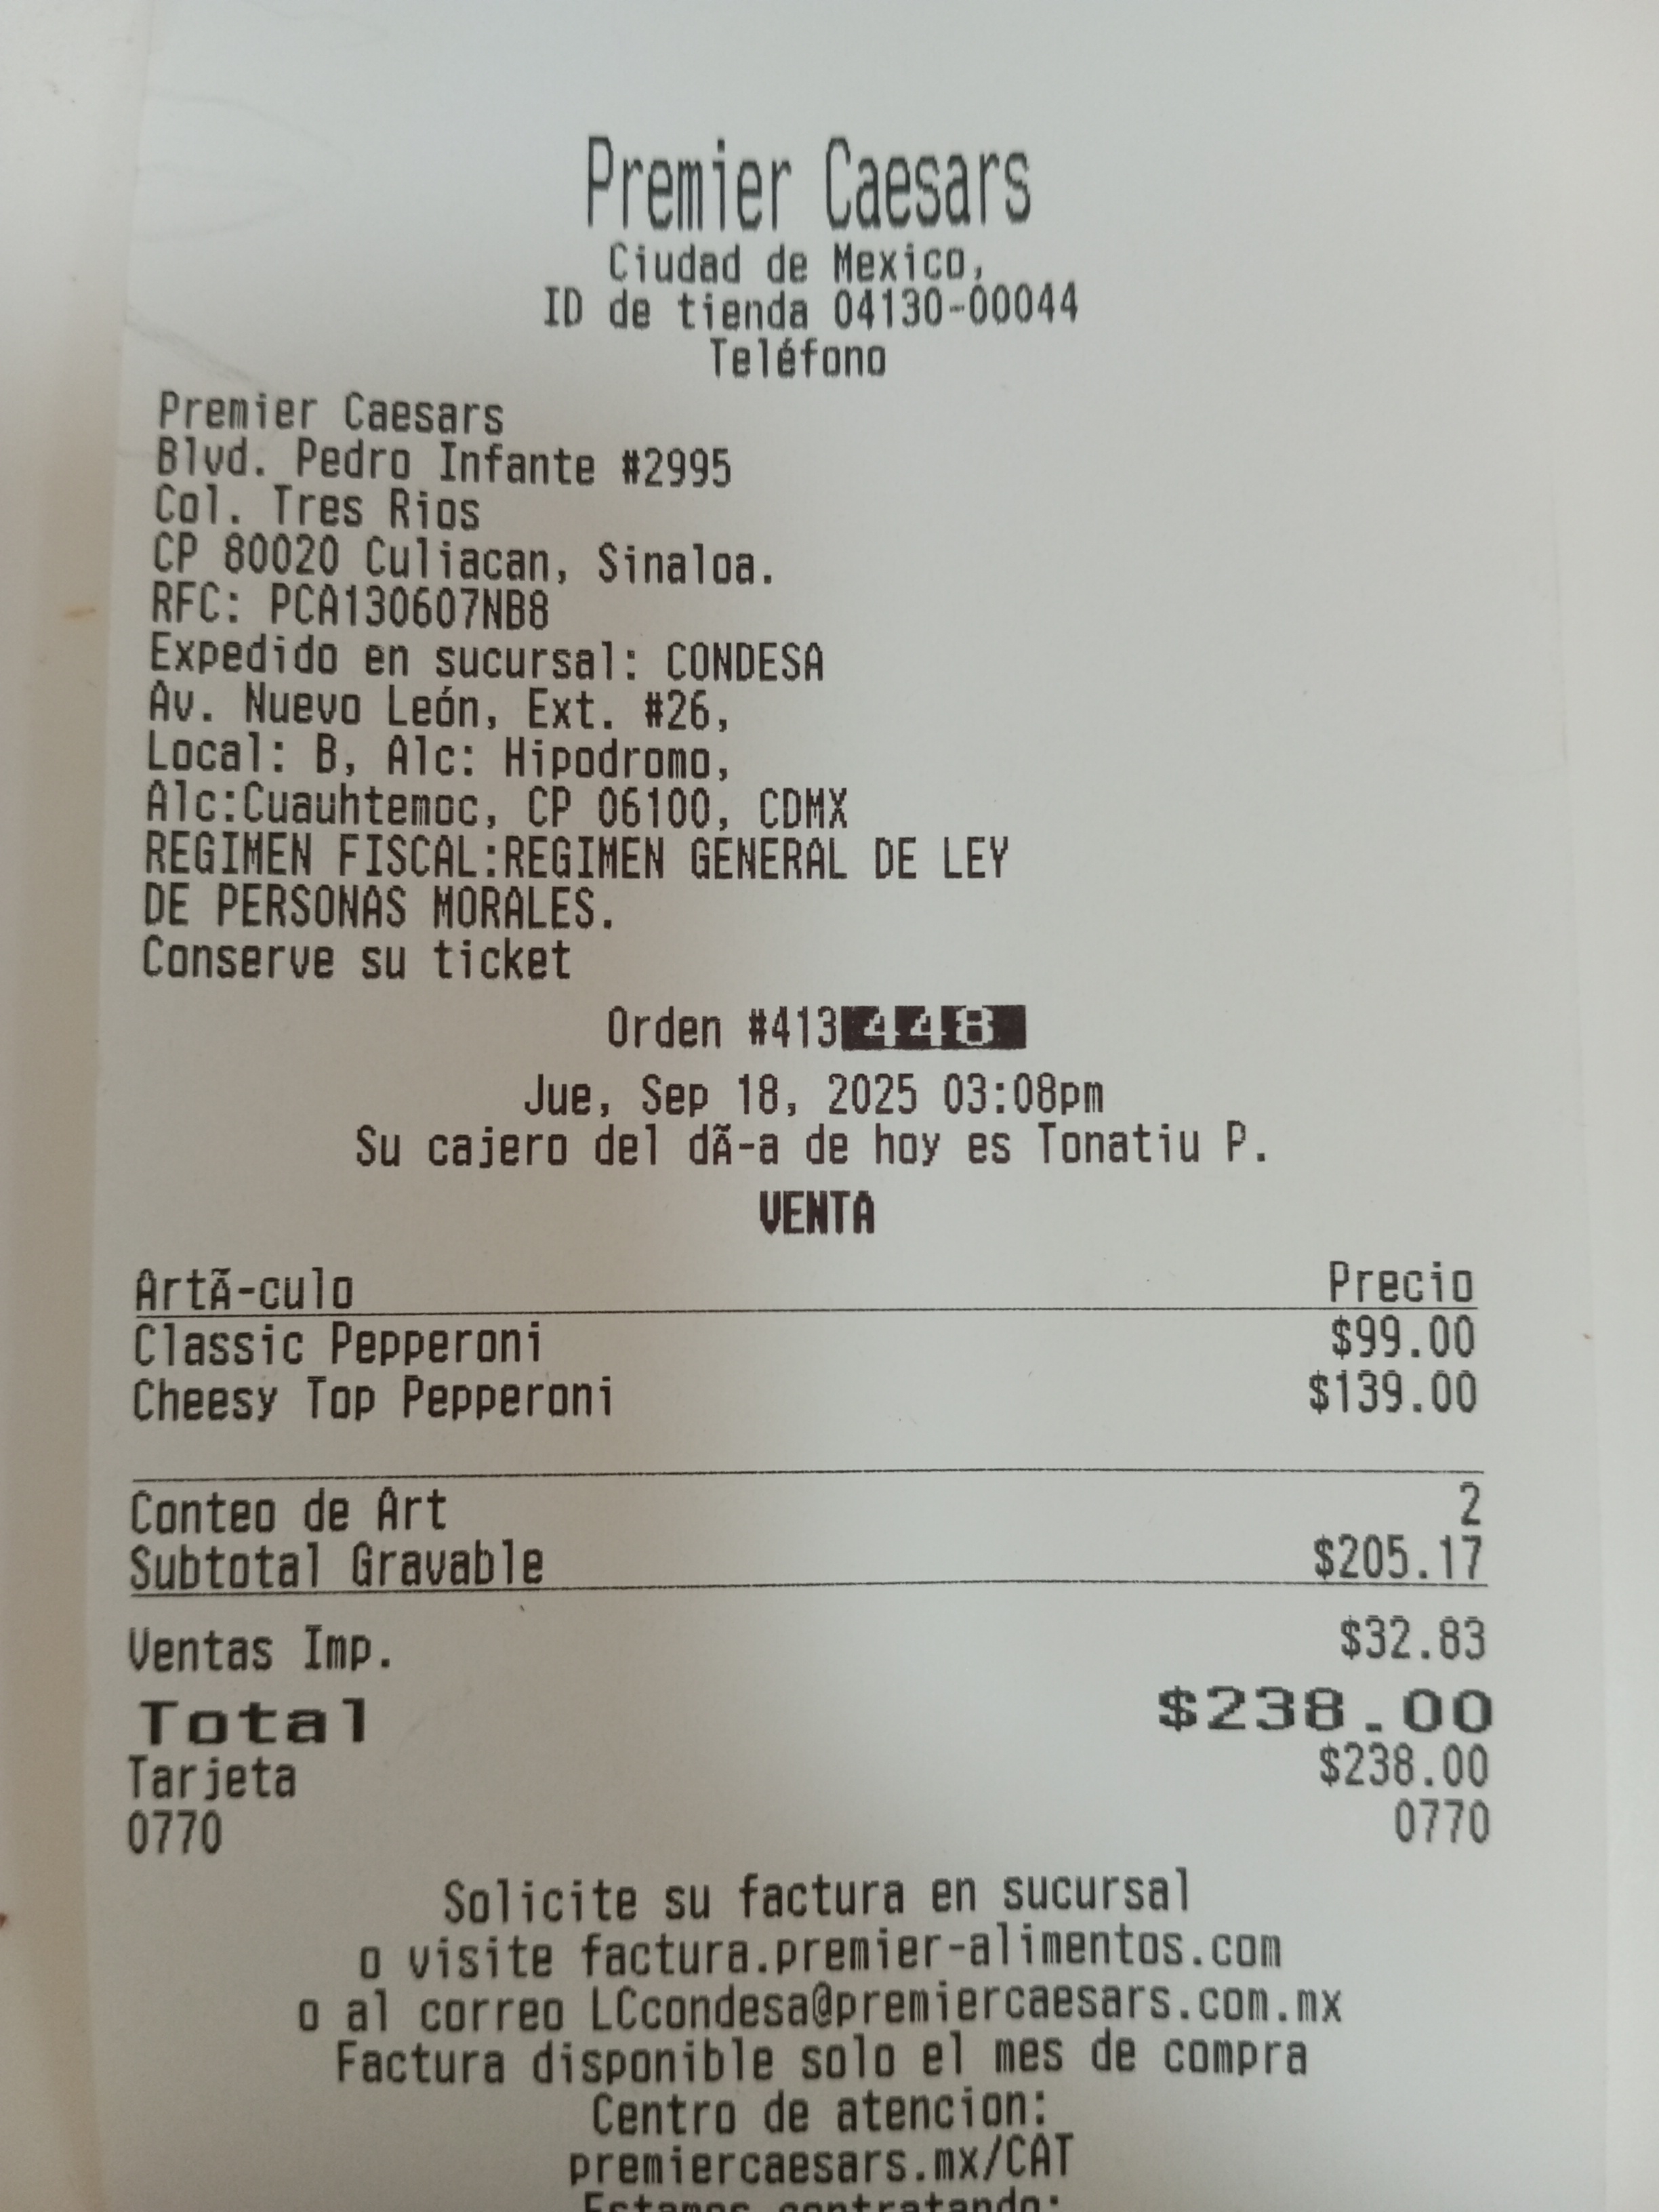 Premier Caesars
Ciudad de Mexico,
ID de tienda 04130-00044
Teléfono
Premier Caesars
Blvd. Pedro Infante #2995
Col. Tres Rios
CP 80020 Culiacan, Sinaloa.
RFC: PCA130607NB8
Expedido en sucursal: CONDESA
Av. Nuevo León, Ext. #26,
Local: B, Alc: Hipodromo,
Alc:Cuauhtemoc, CP 06100, CDMX
REGIMEN FISCAL:REGIMEN GENERAL DE LEY
DE PERSONAS MORALES.
Conserve su ticket
Orden #413448
Jue, Sep 18, 2025 03:08pm
Su cajero del dÃ-a de hoy es Tonatiu P.
VENTA
ArtÃ-culo Precio
Classic Pepperoni $99.00
Cheesy Top Pepperoni $139.00
Conteo de Art 2
Subtotal Gravable $205.17
Ventas Imp. $32.83
Total $238.00
Tarjeta $238.00
0770 0770
Solicite su factura en sucursal
o visite factura.premier-alimentos.com
o al correo LCcondesa@premiercaesars.com.mx
Factura disponible solo el mes de compra
Centro de atencion:
premiercaesars.mx/CAT
Estamos contratando: